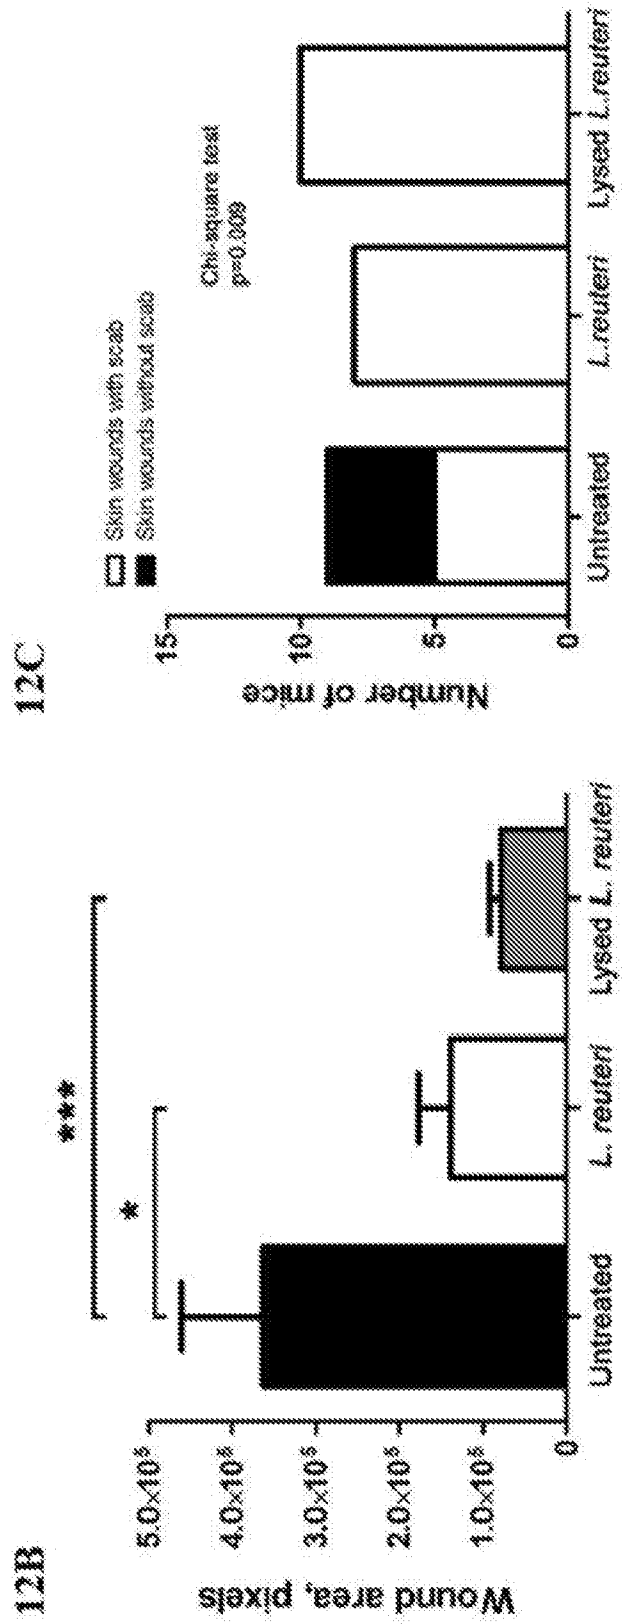 12B
Wound area, pixels
5.0×10⁵
4.0×10⁵
3.0×10⁵
2.0×10⁵
1.0×10⁵
0
***
*
Untreated
L. reuteri
Lysed L. reuteri
12C
Number of mice
15
10
5
0
Skin wounds with scab
Skin wounds without scab
Chi-square test
p=0.009
Untreated
L.reuteri
Lysed L.reuteri